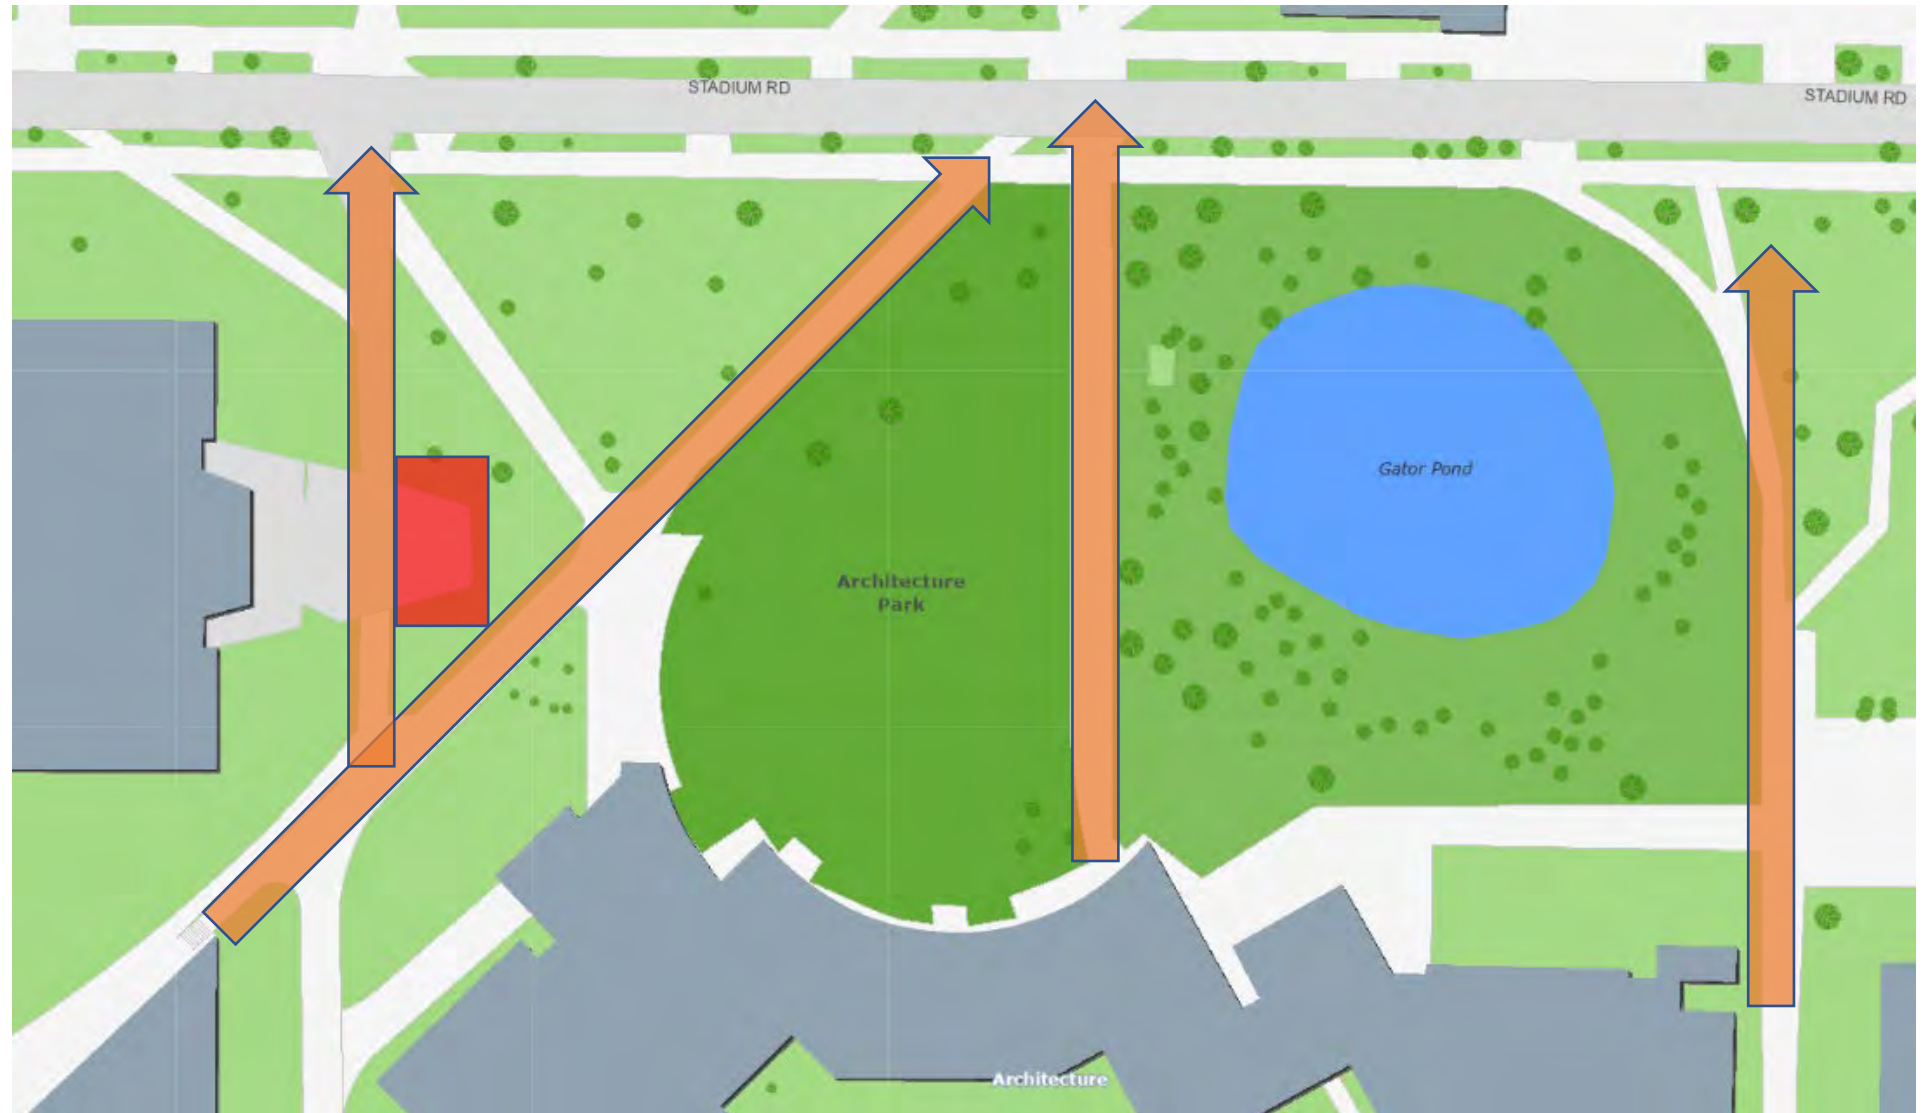 STADIUM RD
STADIUM RD
Gator Pond
Architecture
Park
Architecture